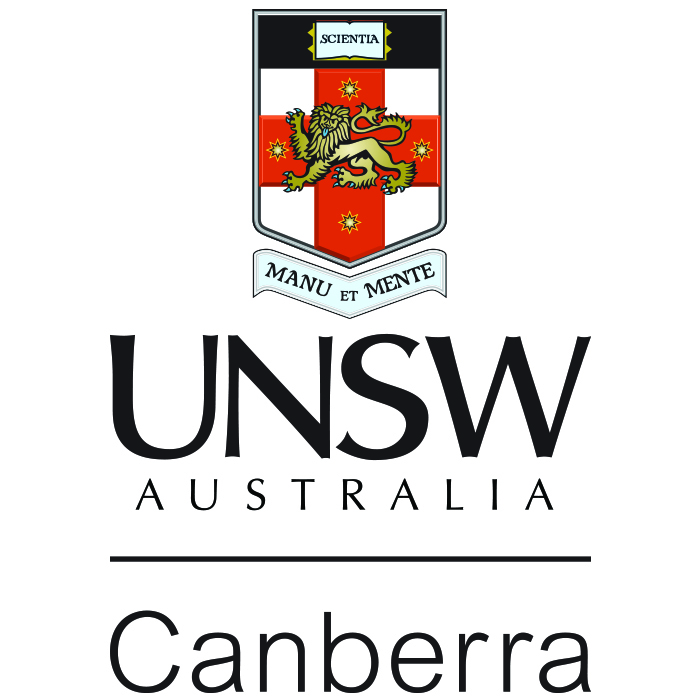 SCIENTIA
MANU ET MENTE
UNSW
AUSTRALIA
Canberra